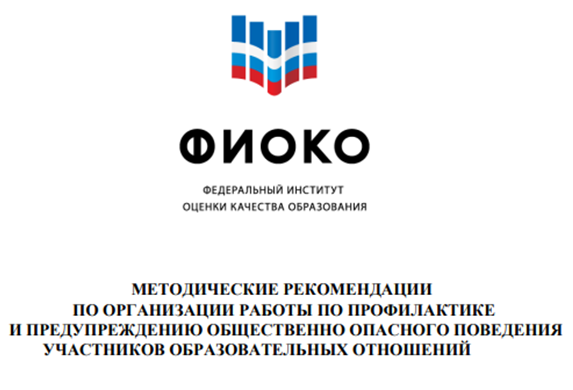 ФИОКО
ФЕДЕРАЛЬНЫЙ ИНСТИТУТ
ОЦЕНКИ КАЧЕСТВА ОБРАЗОВАНИЯ
МЕТОДИЧЕСКИЕ РЕКОМЕНДАЦИИ
ПО ОРГАНИЗАЦИИ РАБОТЫ ПО ПРОФИЛАКТИКЕ
И ПРЕДУПРЕЖДЕНИЮ ОБЩЕСТВЕННО ОПАСНОГО ПОВЕДЕНИЯ
УЧАСТНИКОВ ОБРАЗОВАТЕЛЬНЫХ ОТНОШЕНИЙ